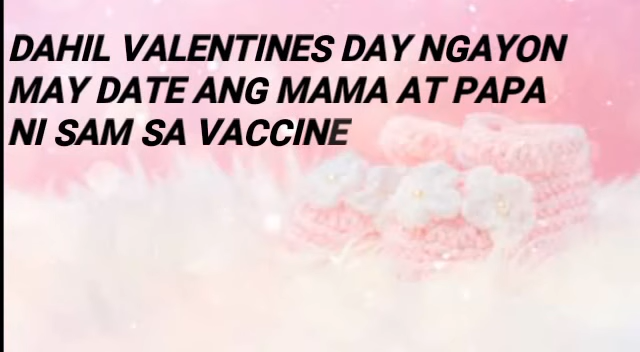 DAHIL VALENTINES DAY NGAYON
MAY DATE ANG MAMA AT PAPA
NI SAM SA VACCINE